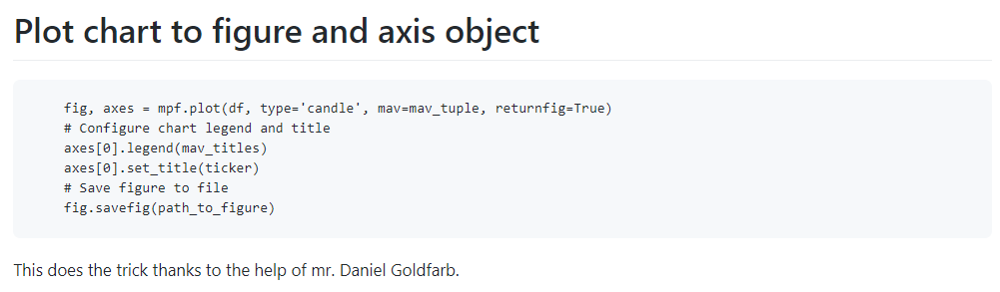 Plot chart to figure and axis object
fig, axes = mpf.plot(df, type='candle', mav=mav_tuple, returnfig=True)
# Configure chart legend and title
axes[0].legend(mav_titles)
axes[0].set_title(ticker)
# Save figure to file
fig.savefig(path_to_figure)
This does the trick thanks to the help of mr. Daniel Goldfarb.